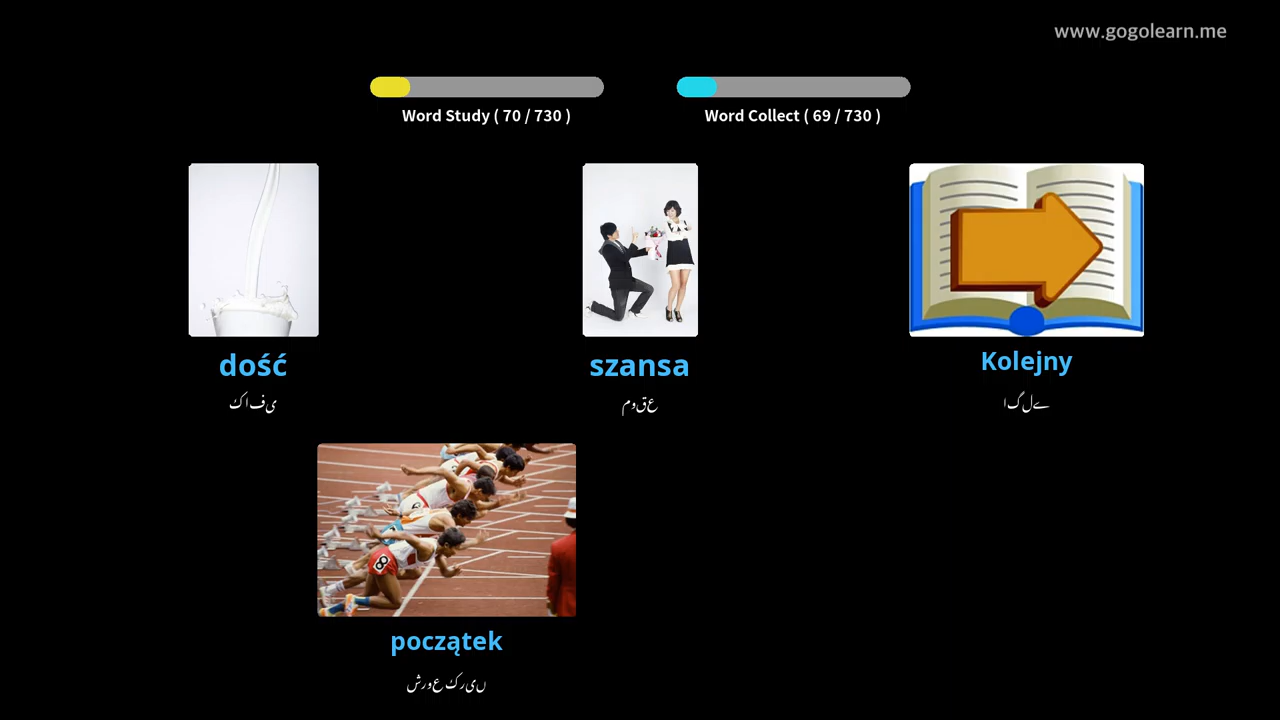 www.gogolearn.me
Word Study ( 70 / 730 )
Word Collect ( 69 / 730 )
dość
szansa
Kolejny
کافی
موقع
اگلے
początek
شروع کریں